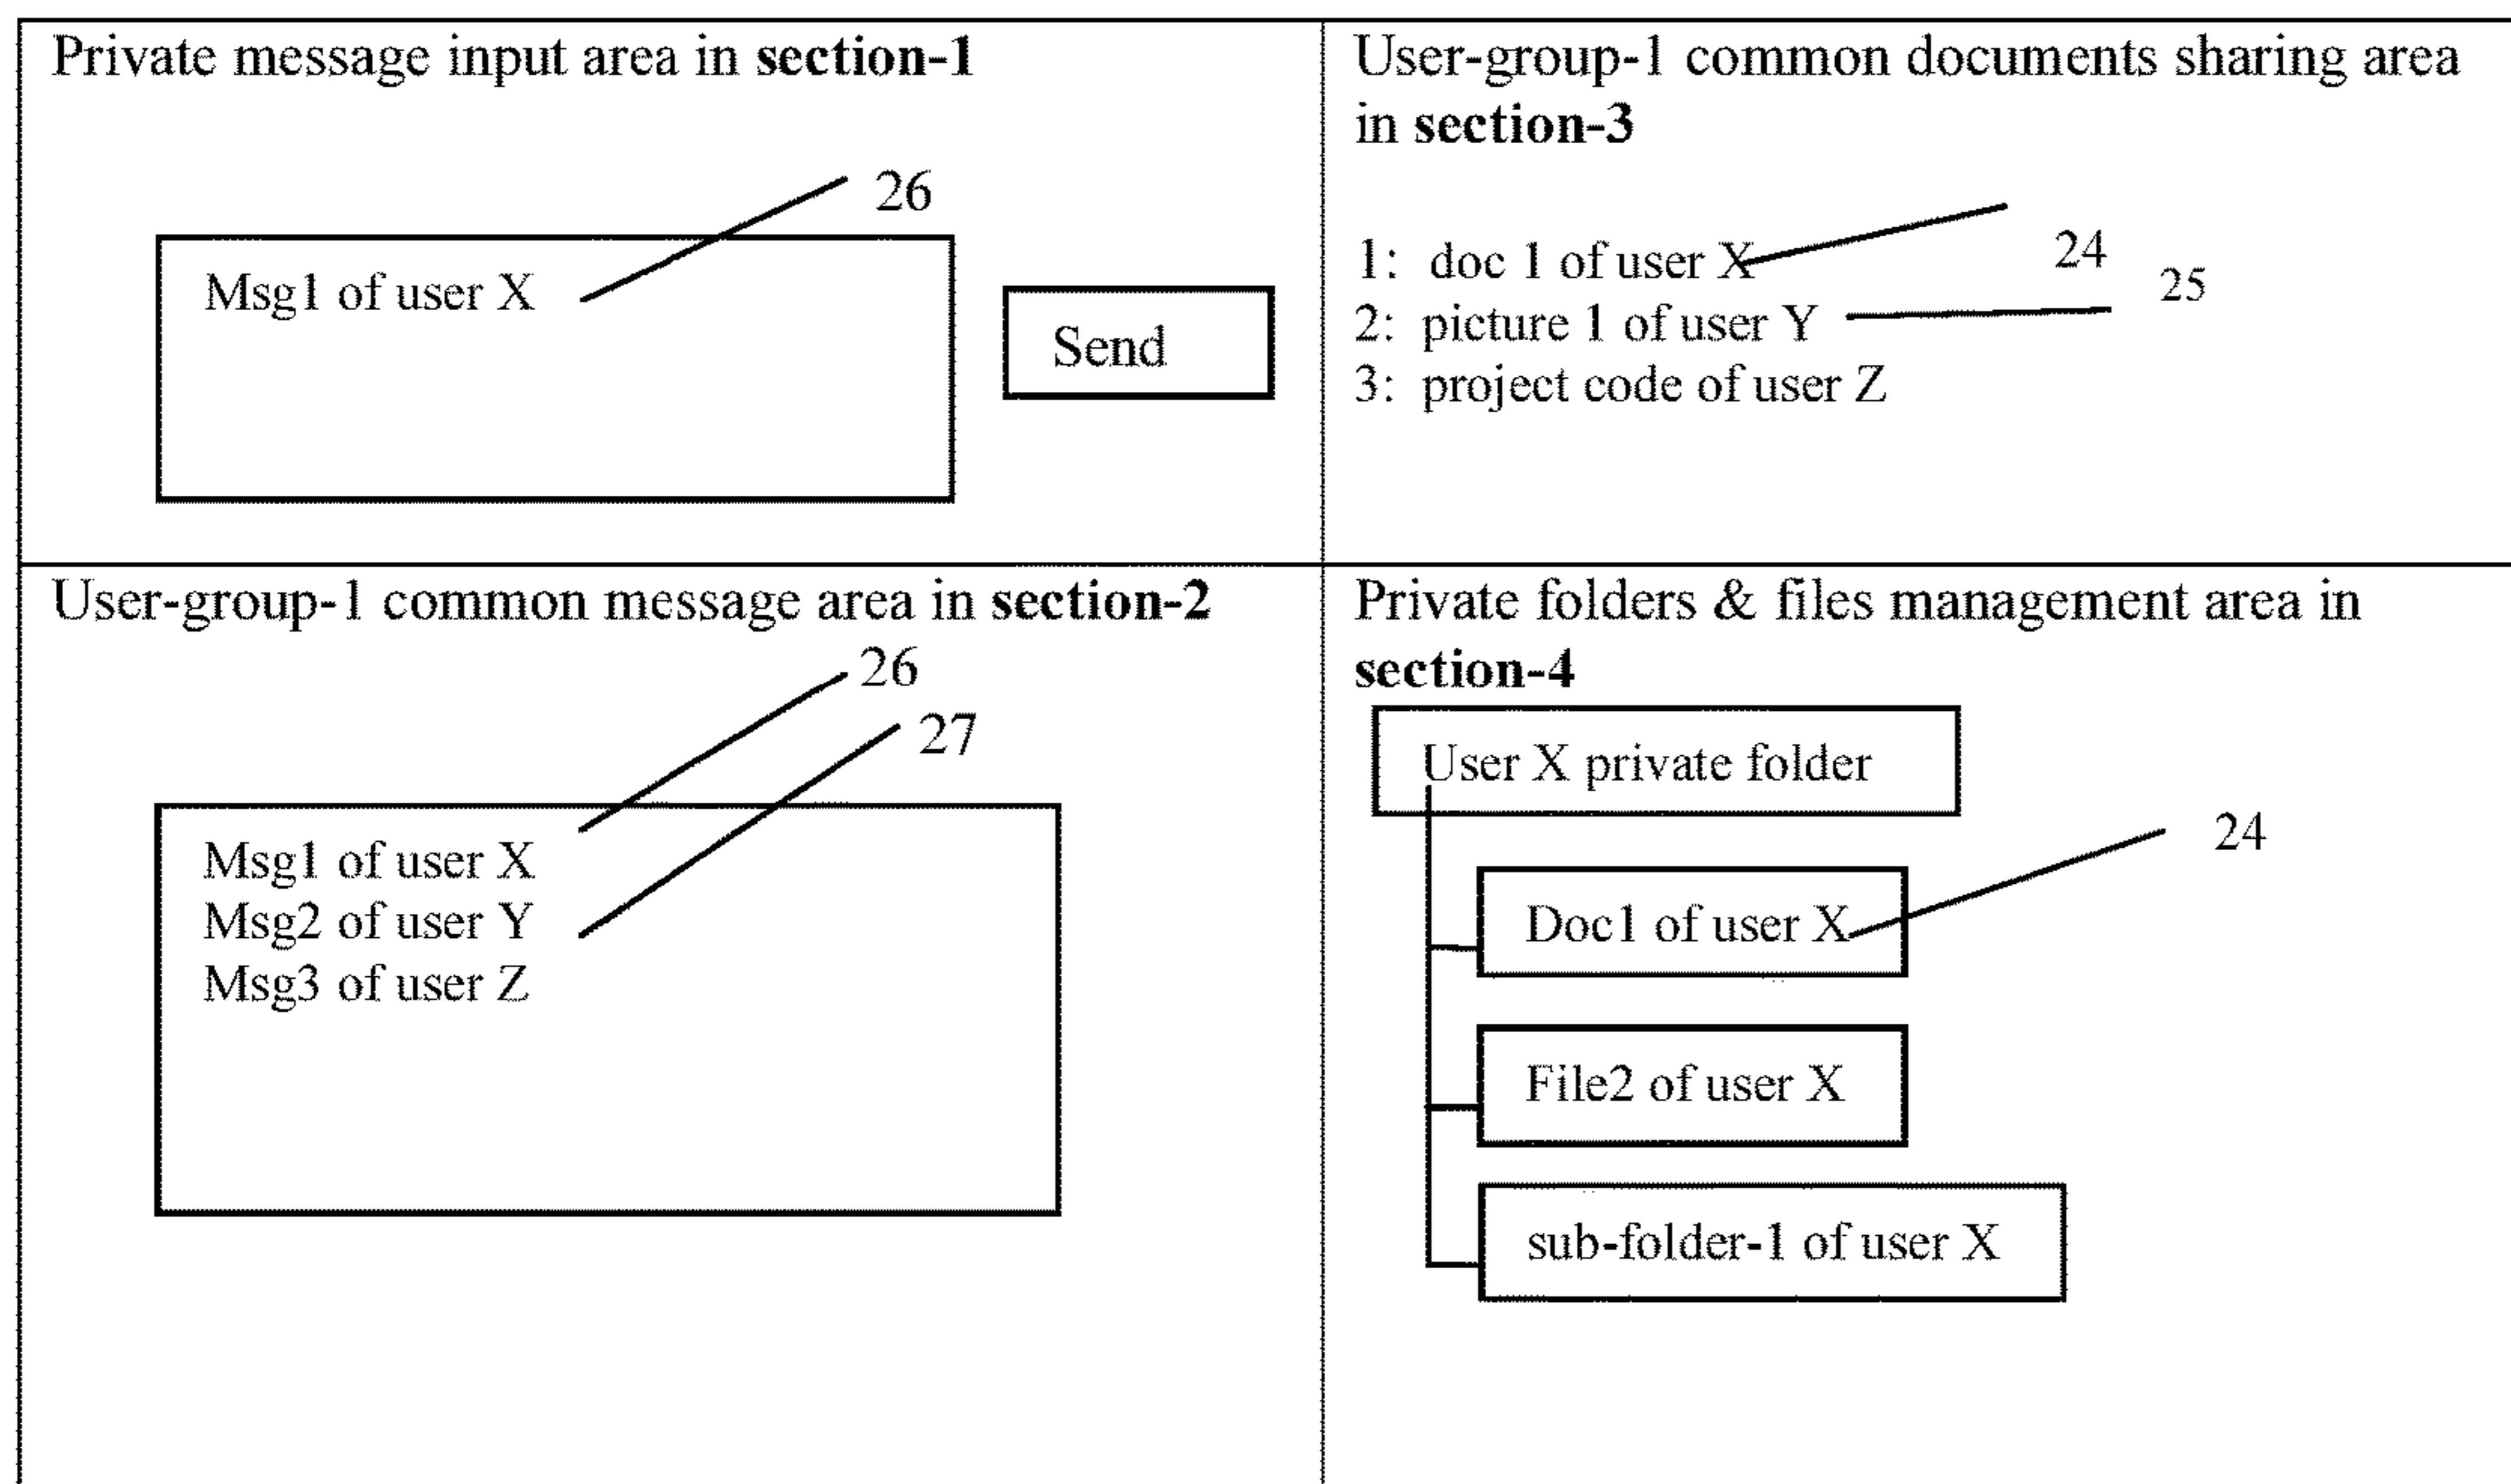 Private message input area in section-1
26
Msg1 of user X
Send
User-group-1 common documents sharing area
in section-3
24
25
1: doc 1 of user X
2: picture 1 of user Y
3: project code of user Z
User-group-1 common message area in section-2
26
27
Msg1 of user X
Msg2 of user Y
Msg3 of user Z
Private folders & files management area in
section-4
User X private folder
24
Doc1 of user X
File2 of user X
sub-folder-1 of user X